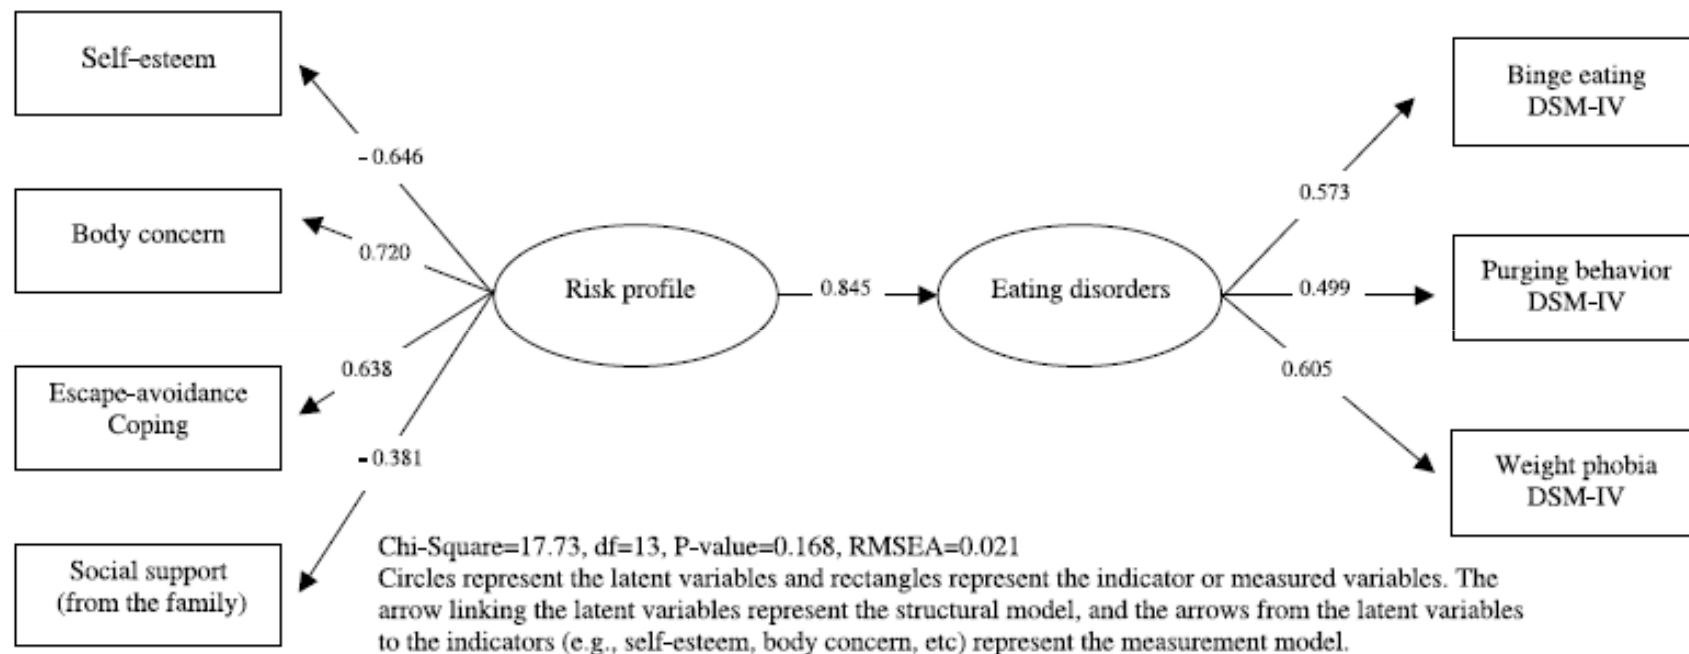 Self-esteem
-0.646
Body concern
0.720
Escape-avoidance
Coping
0.638
Social support
(from the family)
-0.381
Risk profile
0.845
Eating disorders
0.573
Binge eating
DSM-IV
0.499
Purging behavior
DSM-IV
0.605
Weight phobia
DSM-IV
Chi-Square=17.73, df=13, P-value=0.168, RMSEA=0.021
Circles represent the latent variables and rectangles represent the indicator or measured variables. The
arrow linking the latent variables represent the structural model, and the arrows from the latent variables
to the indicators (e.g., self-esteem, body concern, etc) represent the measurement model.